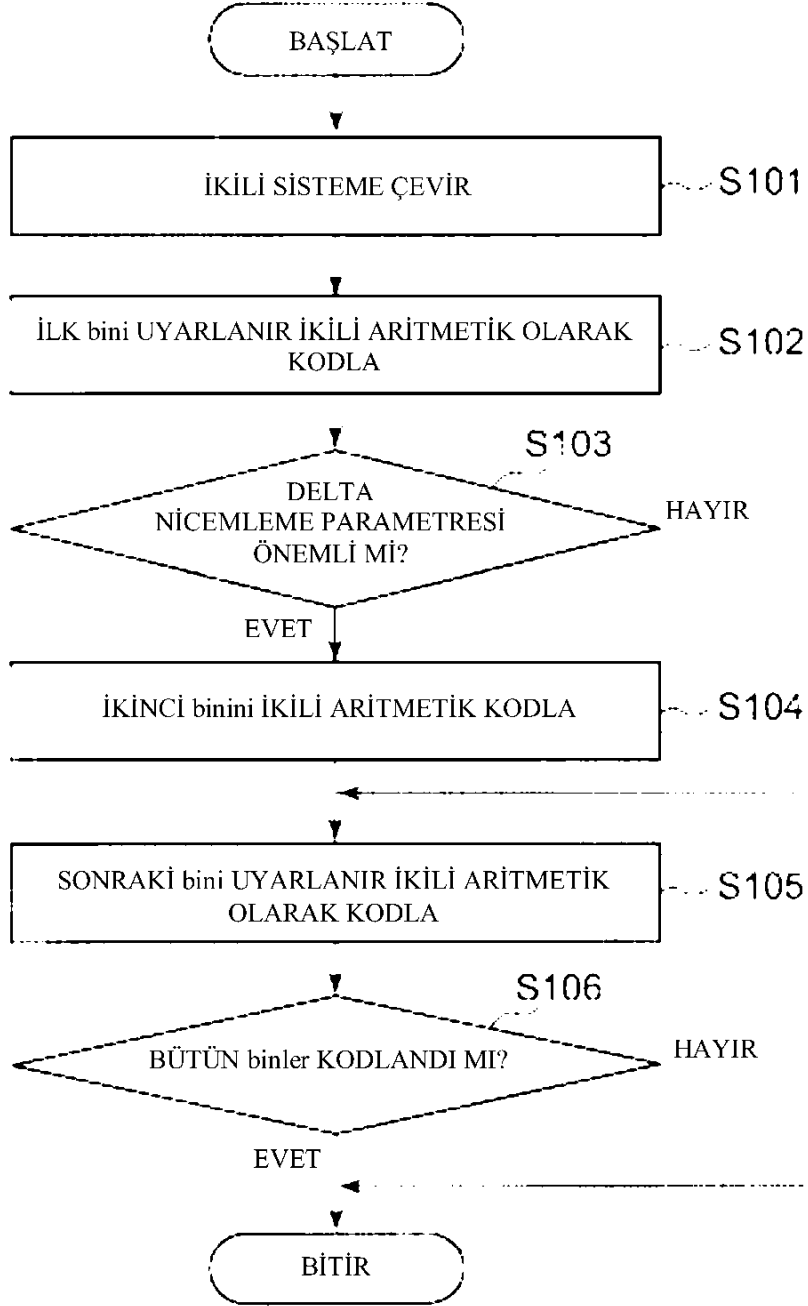 BAŞLAT
İKİLİ SİSTEME ÇEVİR
S101
İLK bini UYARLANIR İKİLİ ARİTMETİK OLARAK
KODLA
S102
S103
DELTA
NİCEMLEME PARAMETRESİ
ÖNEMLİ Mİ?
HAYIR
EVET
İKİNCİ binini İKİLİ ARİTMETİK KODLA
S104
SONRAKİ bini UYARLANIR İKİLİ ARİTMETİK
OLARAK KODLA
S105
S106
BÜTÜN binler KODLANDI MI?
HAYIR
EVET
BİTİR